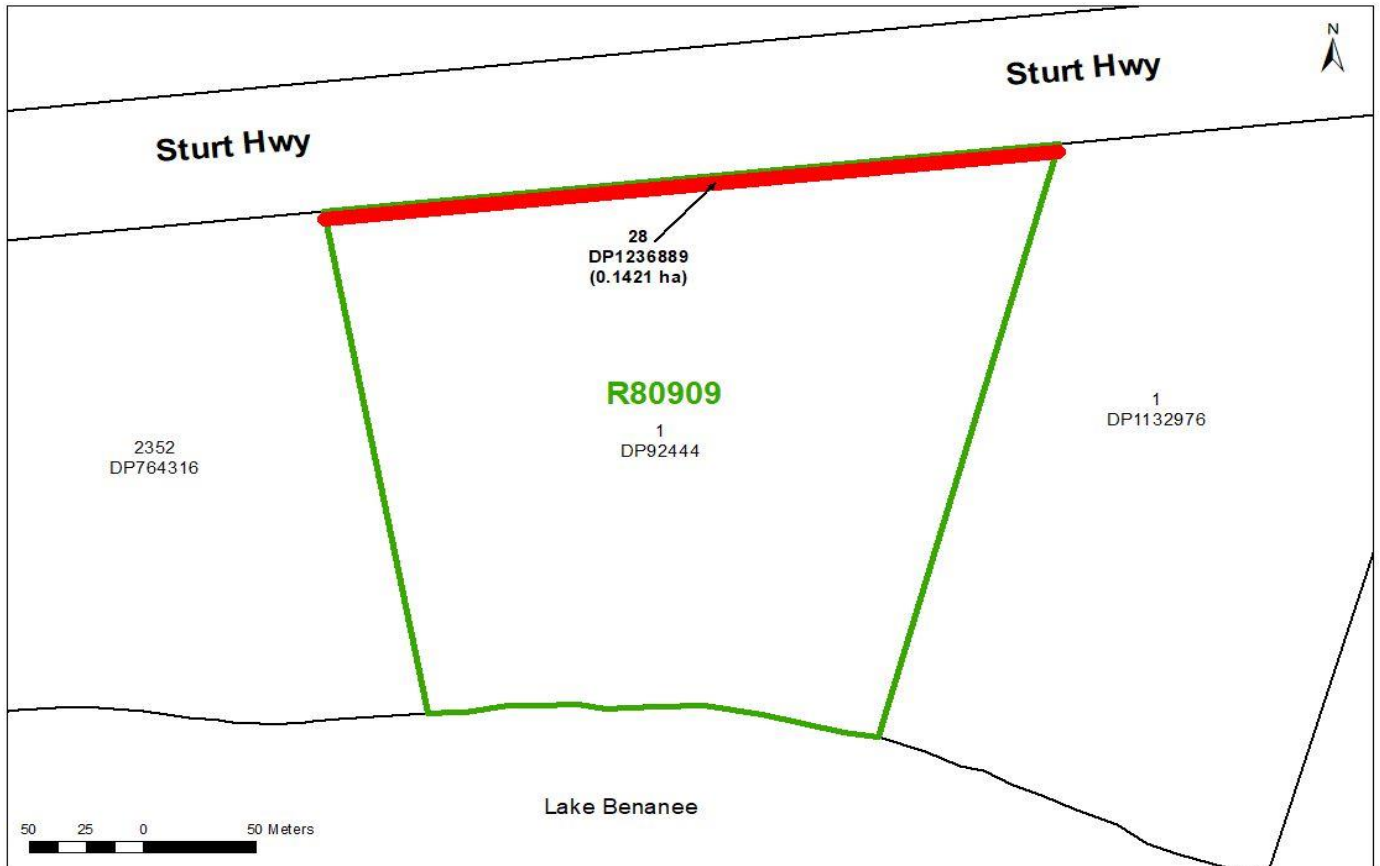 N
Sturt Hwy
Sturt Hwy
28
DP1236889
(0.1421 ha)
R80909
1
DP92444
1
DP1132976
2352
DP764316
Lake Benanee
50 25 0 50 Meters